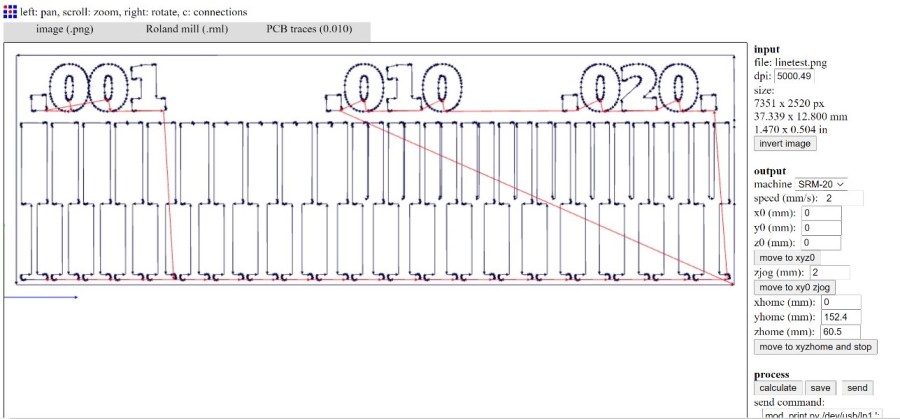 left: pan, scroll: zoom, right: rotate, c: connections
image (.png) Roland mill (.rml) PCB traces (0.010)
.001 .010 .020.
input
file: linetest.png
dpi: 5000.49
size:
7351 x 2520 px
37.339 x 12.800 mm
1.470 x 0.504 in
invert image
output
machine SRM-20
speed (mm/s): 2
x0 (mm): 0
y0 (mm): 0
z0 (mm): 0
move to xyz0
zjog (mm): 2
move to xy0 zjog
xhome (mm): 0
yhome (mm): 152.4
zhome (mm): 60.5
move to xyzhome and stop
process
calculate save send
send command:
mod_print.py /dev/usb/lp1 ';